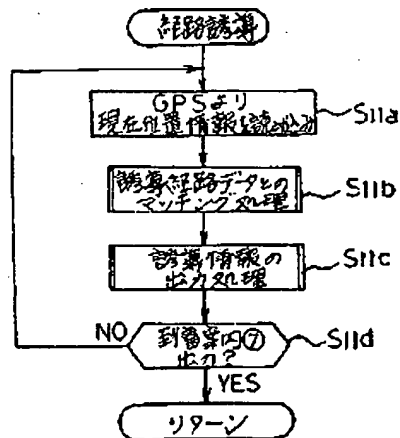 経路誘導
GPSより
現在位置情報を読み込み
S11a
誘導経路データとの
マッチング処理
S11b
誘導情報の
出力処理
S11c
到着案内⑦
出力?
S11d
NO
YES
リターン